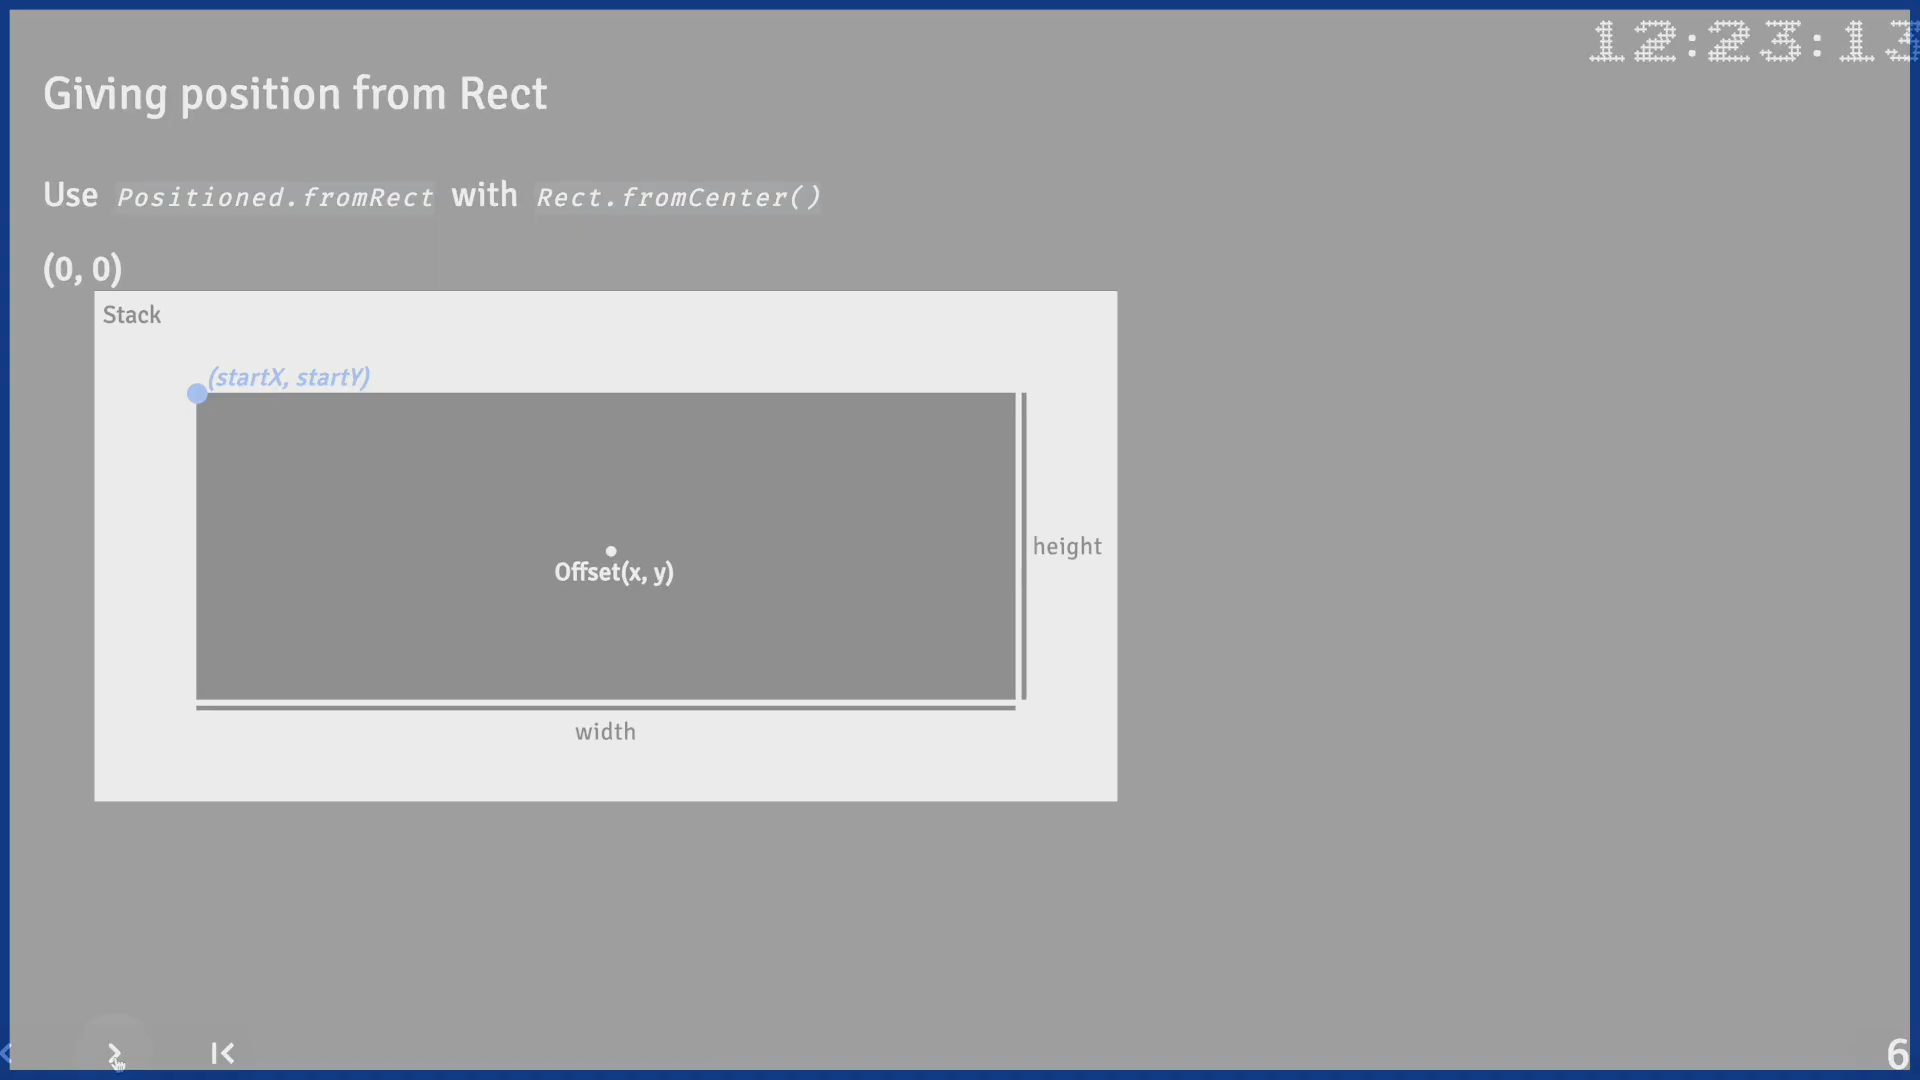 12:23:13
Giving position from Rect
Use Positioned.fromRect with Rect.fromCenter()
(0, 0)
Stack
(startX, startY)
height
Offset(x, y)
width
6